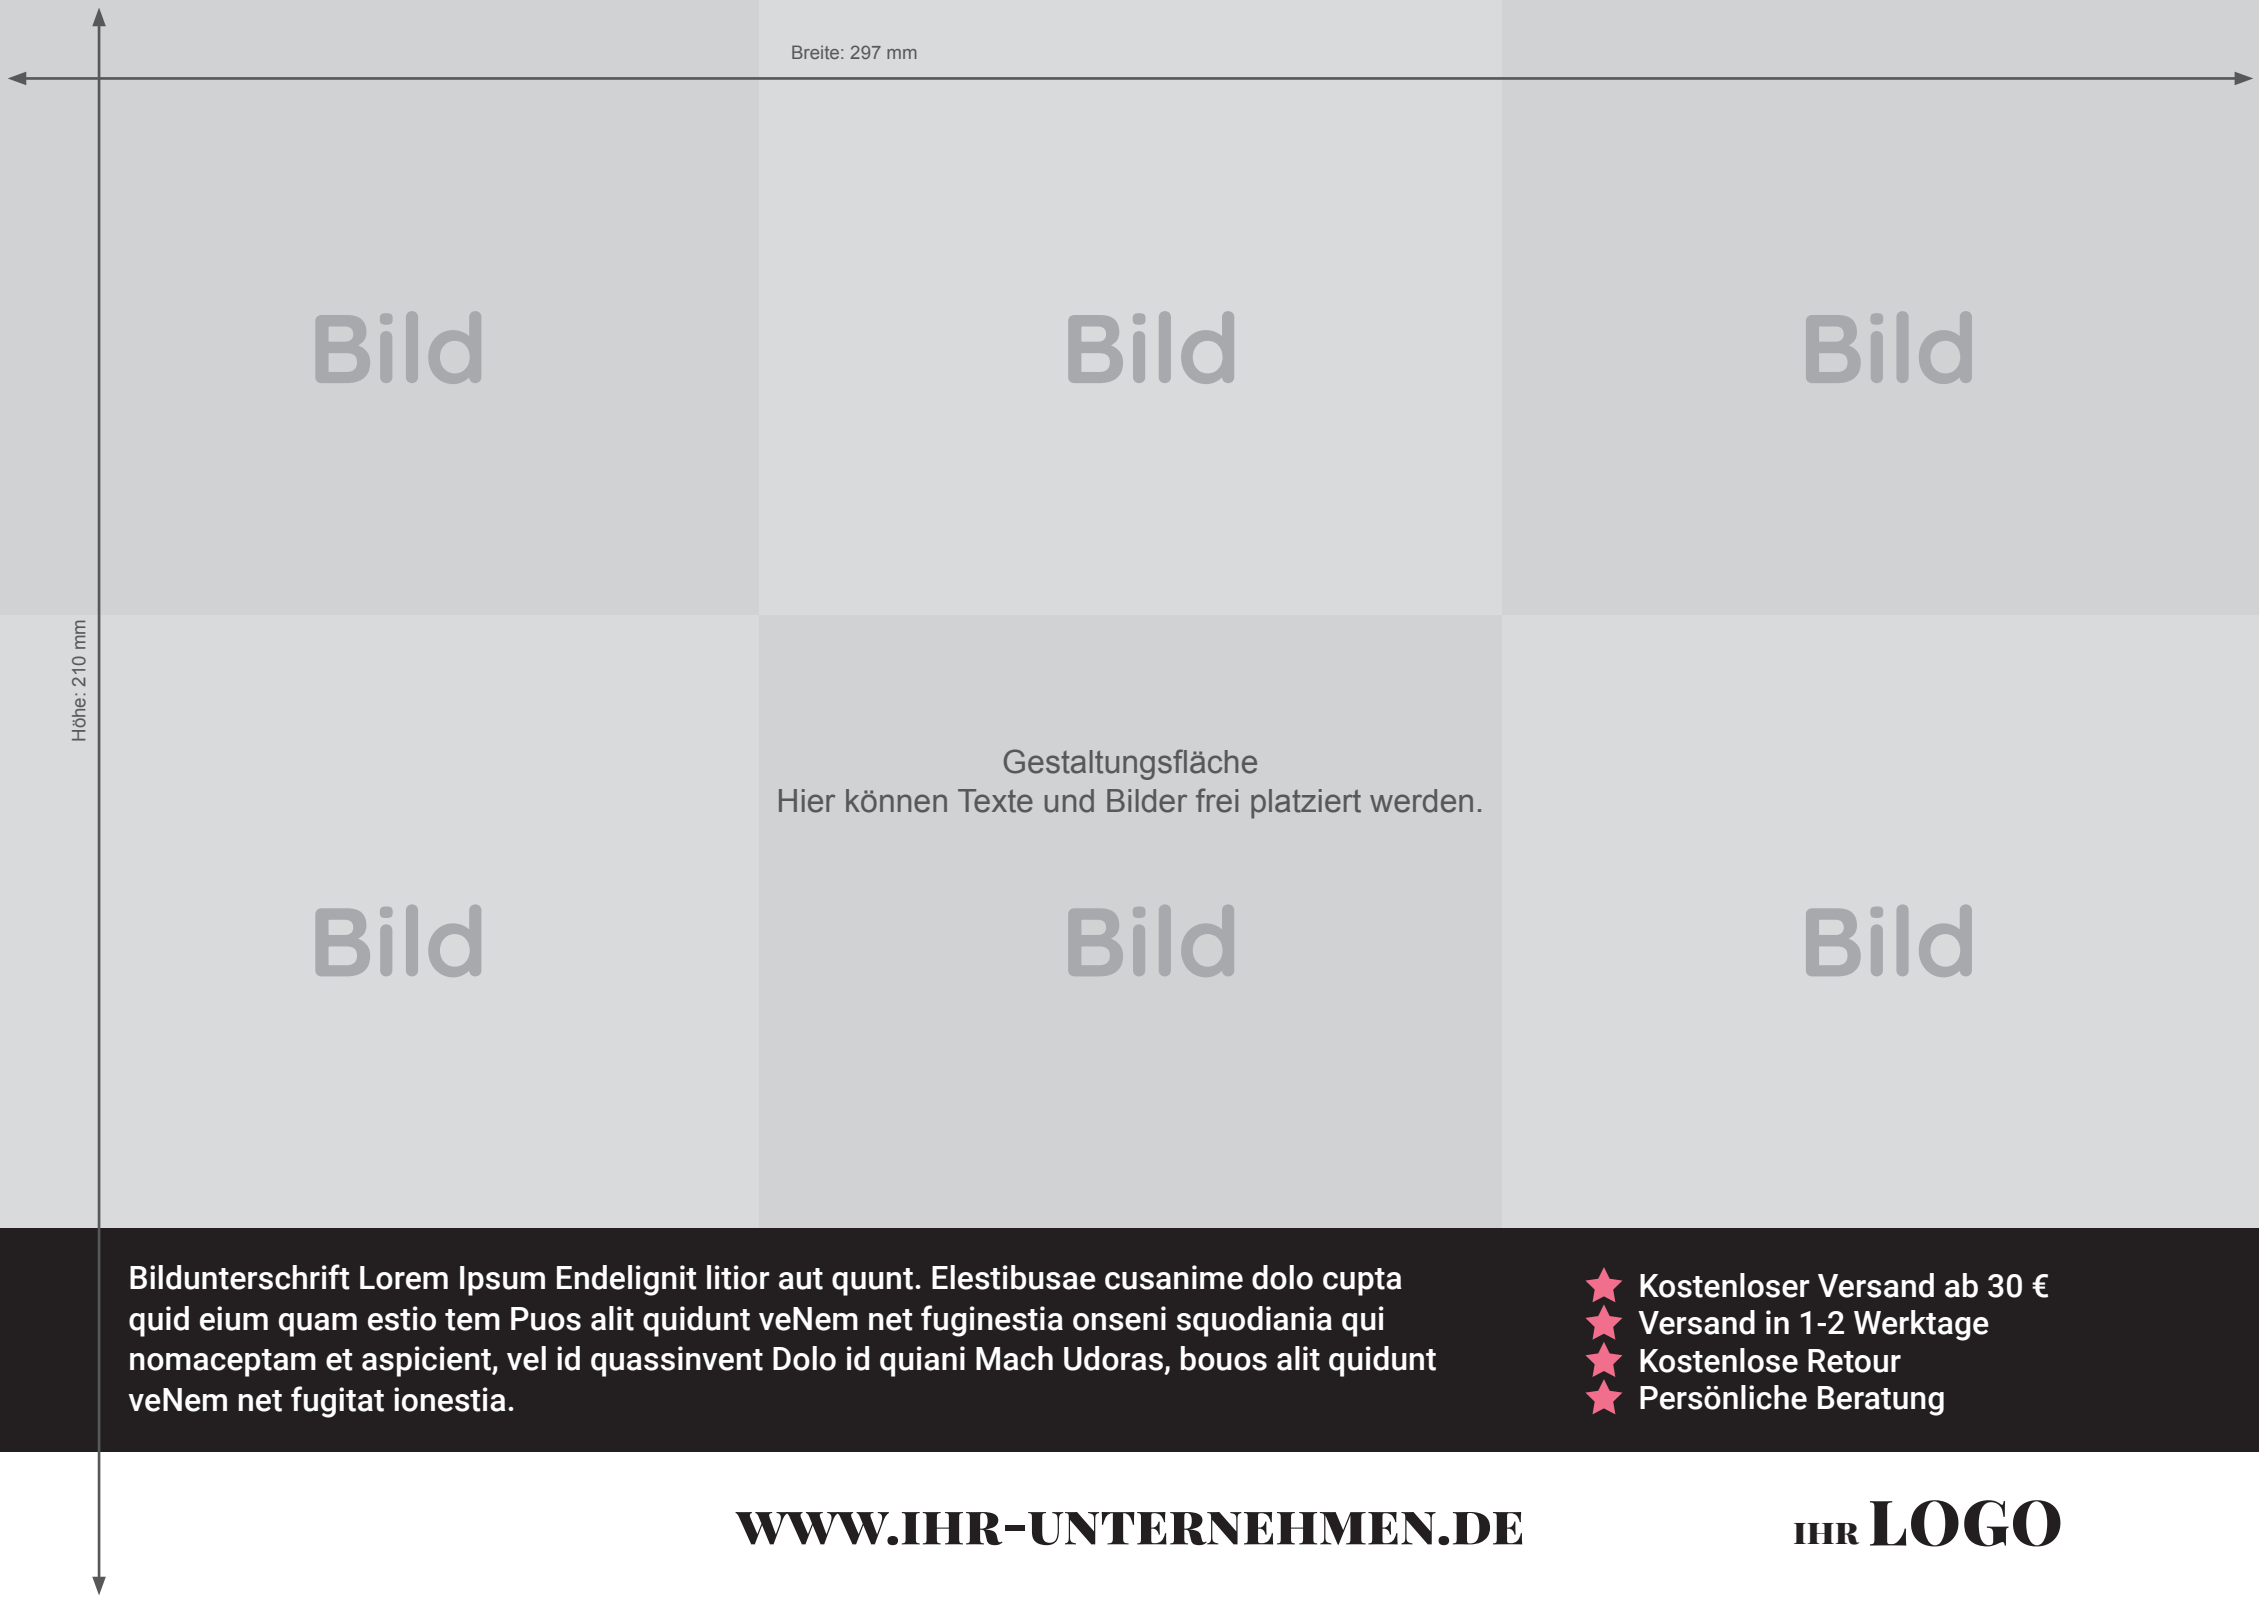 Breite: 297 mm
Bild
Bild
Bild
Höhe: 210 mm
Gestaltungsfläche
Hier können Texte und Bilder frei platziert werden.
Bild
Bild
Bild
Bildunterschrift Lorem Ipsum Endelignit litior aut quunt. Elestibusae cusanime dolo cupta
quid eium quam estio tem Puos alit quidunt veNem net fuginestia onseni squodiania qui
nomaceptam et aspicient, vel id quassinvent Dolo id quiani Mach Udoras, bouos alit quidunt
veNem net fugitat ionestia.
Kostenloser Versand ab 30 €
Versand in 1-2 Werktage
Kostenlose Retour
Persönliche Beratung
WWW.IHR-UNTERNEHMEN.DE
IHR LOGO